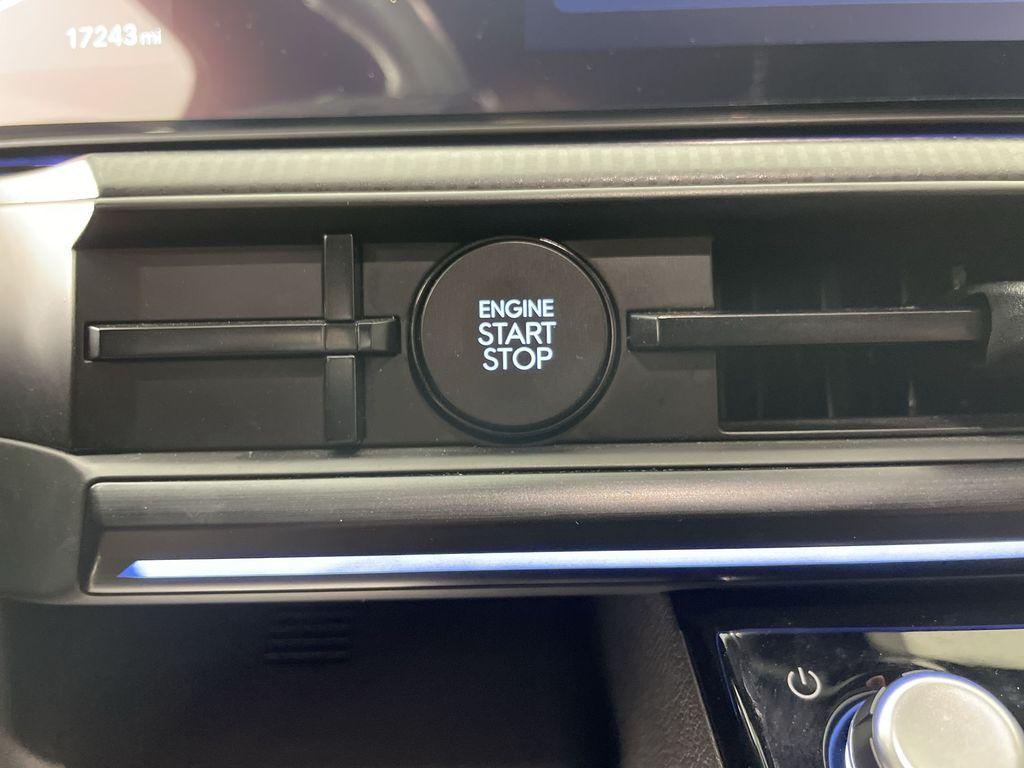 17243 mi
ENGINE
START
STOP